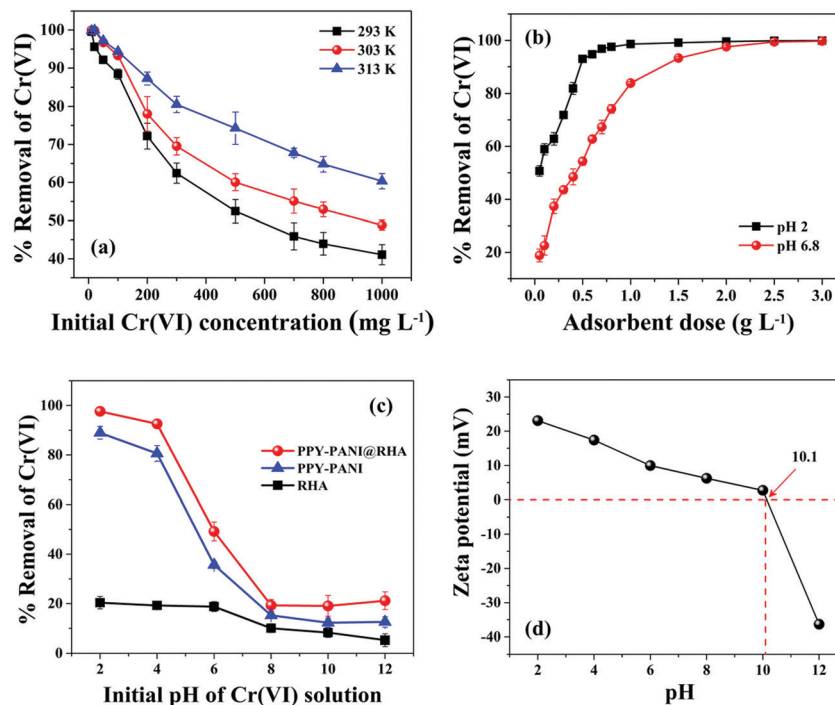 100
90
80
70
60
50
40
% Removal of Cr(VI)
293 K
303 K
313 K
(a)
0 200 400 600 800 1000
Initial Cr(VI) concentration (mg L⁻¹)
100
80
60
40
20
% Removal of Cr(VI)
(b)
pH 2
pH 6.8
0.0 0.5 1.0 1.5 2.0 2.5 3.0
Adsorbent dose (g L⁻¹)
100
80
60
40
20
0
% Removal of Cr(VI)
(c)
PPY-PANI@RHA
PPY-PANI
RHA
2 4 6 8 10 12
Initial pH of Cr(VI) solution
30
20
10
0
-10
-20
-30
-40
Zeta potential (mV)
10.1
(d)
2 4 6 8 10 12
pH